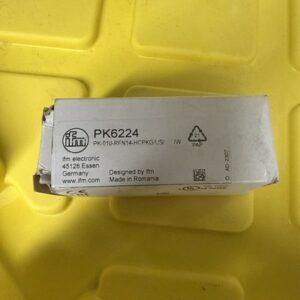 ifm
PK6224
PK-010-RFN14-HCPKG/US/ /W
ifm electronic
45128 Essen
Germany
www.ifm.com
Designed by ifm
Made in Romania
21
PAP